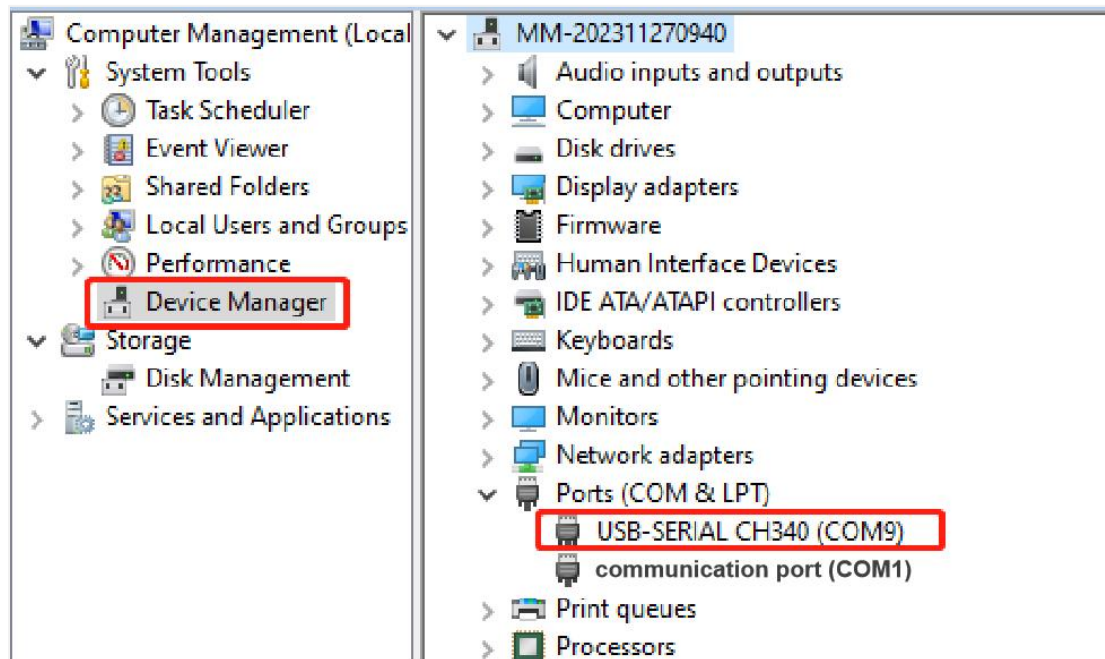 Computer Management (Local
System Tools
Task Scheduler
Event Viewer
Shared Folders
Local Users and Groups
Performance
Device Manager
Storage
Disk Management
Services and Applications
MM-202311270940
Audio inputs and outputs
Computer
Disk drives
Display adapters
Firmware
Human Interface Devices
IDE ATA/ATAPI controllers
Keyboards
Mice and other pointing devices
Monitors
Network adapters
Ports (COM & LPT)
USB-SERIAL CH340 (COM9)
communication port (COM1)
Print queues
Processors